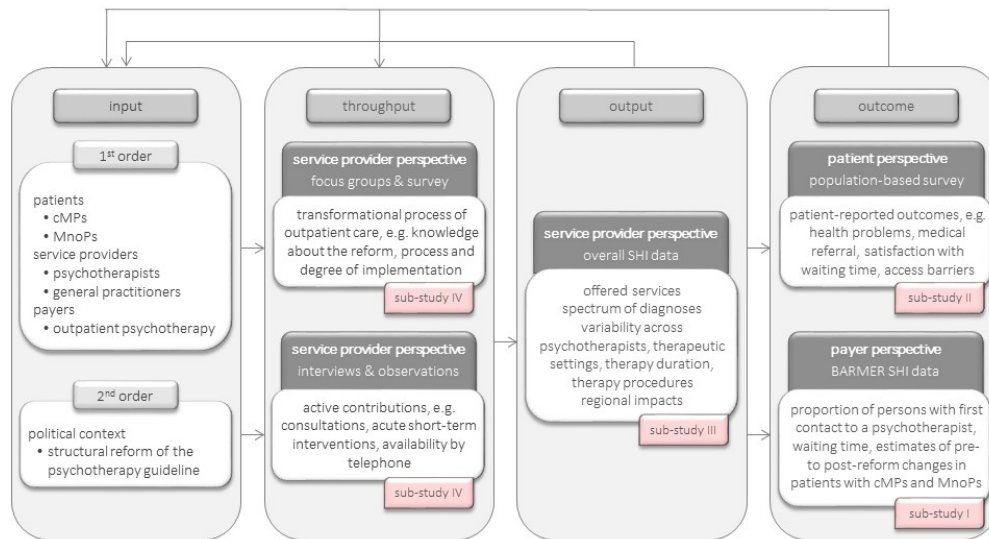 input
1st order
patients
• cMPs
• MnoPs
service providers
• psychotherapists
• general practitioners
payers
• outpatient psychotherapy
2nd order
political context
• structural reform of the
psychotherapy guideline
throughput
service provider perspective
focus groups & survey
transformational process of
outpatient care, e.g. knowledge
about the reform, process and
degree of implementation
sub-study IV
service provider perspective
interviews & observations
active contributions, e.g.
consultations, acute short-term
interventions, availability by
telephone
sub-study IV
output
service provider perspective
overall SHI data
offered services
spectrum of diagnoses
variability across
psychotherapists, therapeutic
settings, therapy duration,
therapy procedures
regional impacts
sub-study III
outcome
patient perspective
population-based survey
patient-reported outcomes, e.g.
health problems, medical
referral, satisfaction with
waiting time, access barriers
sub-study II
payer perspective
BARMER SHI data
proportion of persons with first
contact to a psychotherapist,
waiting time, estimates of pre-
to post-reform changes in
patients with cMPs and MnoPs
sub-study I